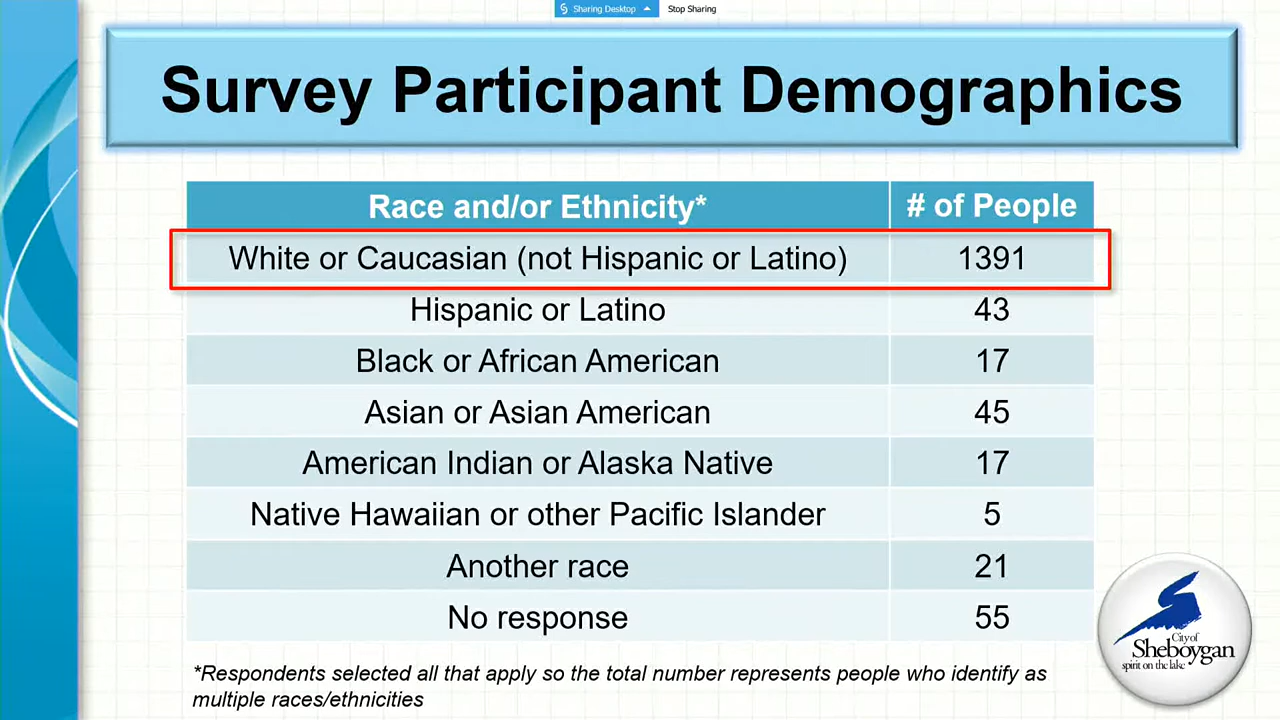 Sharing Desktop Stop Sharing
Survey Participant Demographics
Race and/or Ethnicity* # of People
White or Caucasian (not Hispanic or Latino) 1391
Hispanic or Latino 43
Black or African American 17
Asian or Asian American 45
American Indian or Alaska Native 17
Native Hawaiian or other Pacific Islander 5
Another race 21
No response 55
*Respondents selected all that apply so the total number represents people who identify as
multiple races/ethnicities
City of
Sheboygan
spirit on the lake